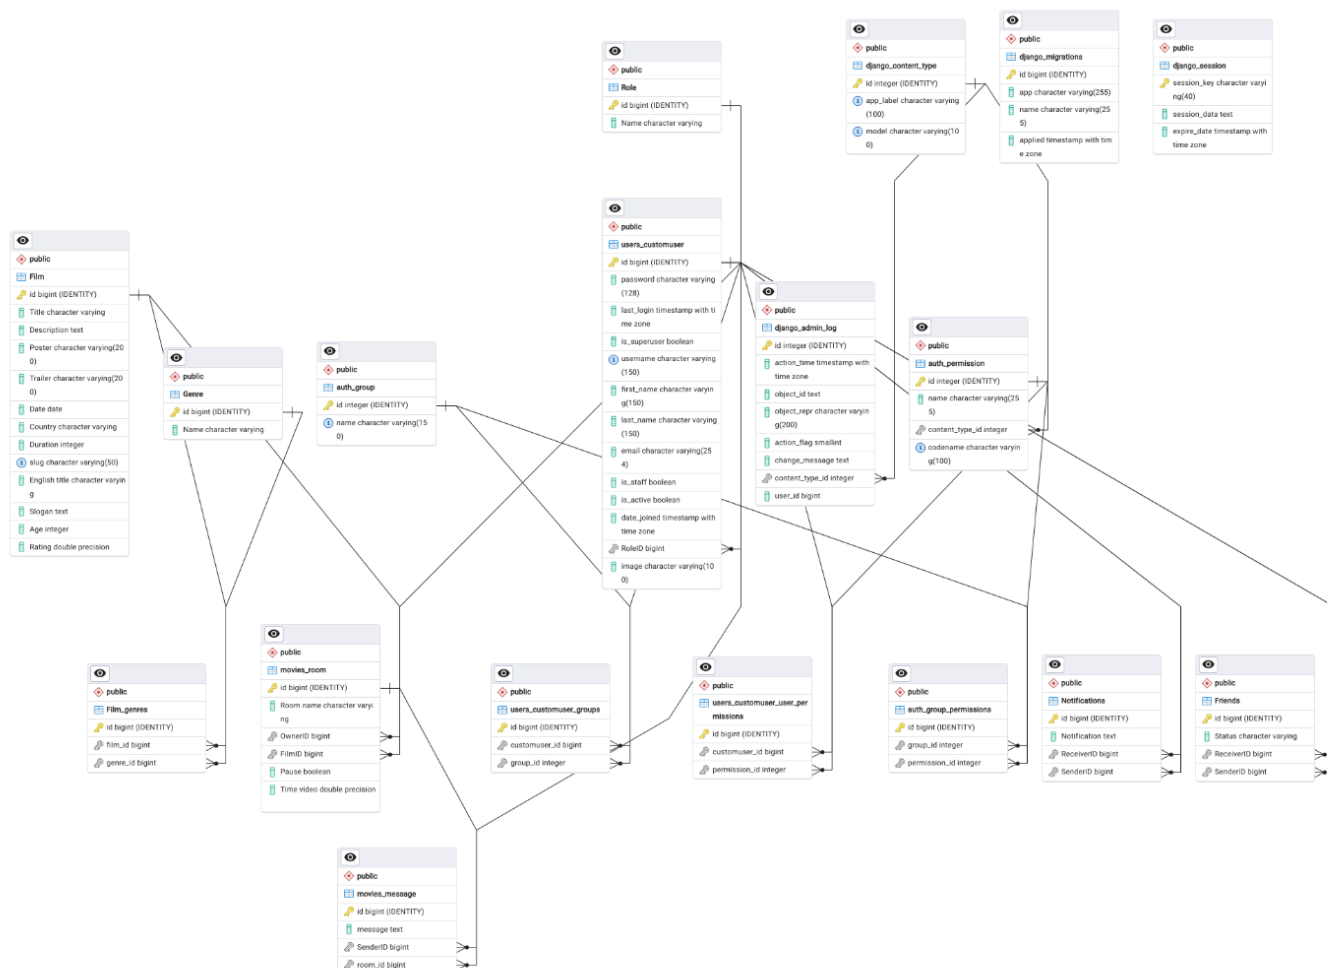 public
Role
id bigint (IDENTITY)
Name character varying
public
django_content_type
id integer (IDENTITY)
app_label character varying
(100)
model character varying(10
0)
public
django_migrations
id bigint (IDENTITY)
app character varying(255)
name character varying(25
5)
applied timestamp with tim
e zone
public
django_session
session_key character varyi
ng(40)
session_data text
expire_date timestamp with
time zone
public
Film
id bigint (IDENTITY)
Title character varying
Description text
Poster character varying(20
0)
Trailer character varying(20
0)
Date date
Country character varying
Duration integer
slug character varying(50)
English title character varyin
g
Slogan text
Age integer
Rating double precision
public
Genre
id bigint (IDENTITY)
Name character varying
public
auth_group
id integer (IDENTITY)
name character varying(15
0)
public
users_customuser
id bigint (IDENTITY)
password character varying
(128)
last_login timestamp with ti
me zone
is_superuser boolean
username character varying
(150)
first_name character varyin
g(150)
last_name character varying
(150)
email character varying(25
4)
is_staff boolean
is_active boolean
date_joined timestamp with
time zone
RoleID bigint
image character varying(10
0)
public
django_admin_log
id integer (IDENTITY)
action_time timestamp with
time zone
object_id text
object_repr character varyin
g(200)
action_flag smallint
change_message text
content_type_id integer
user_id bigint
public
auth_permission
id integer (IDENTITY)
name character varying(25
5)
content_type_id integer
codename character varyin
g(100)
public
Film_genres
id bigint (IDENTITY)
film_id bigint
genre_id bigint
public
movies_room
id bigint (IDENTITY)
Room name character varyi
ng
OwnerID bigint
FilmID bigint
Pause boolean
Time video double precision
public
users_customuser_groups
id bigint (IDENTITY)
customuser_id bigint
group_id integer
public
users_customuser_user_per
missions
id bigint (IDENTITY)
customuser_id bigint
permission_id integer
public
auth_group_permissions
id bigint (IDENTITY)
group_id integer
permission_id integer
public
Notifications
id bigint (IDENTITY)
Notification text
ReceiverID bigint
SenderID bigint
public
Friends
id bigint (IDENTITY)
Status character varying
ReceiverID bigint
SenderID bigint
public
movies_message
id bigint (IDENTITY)
message text
SenderID bigint
room_id bigint